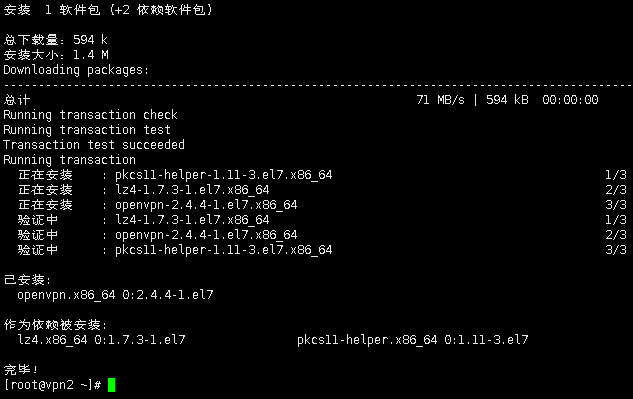 安装  1 软件包 (+2 依赖软件包)
总下载量：594 k
安装大小：1.4 M
Downloading packages:
--------------------------------------------------------------------------------
总计                                                71 MB/s | 594 kB  00:00:00
Running transaction check
Running transaction test
Transaction test succeeded
Running transaction
  正在安装    : pkcs11-helper-1.11-3.el7.x86_64                             1/3
  正在安装    : lz4-1.7.3-1.el7.x86_64                                      2/3
  正在安装    : openvpn-2.4.4-1.el7.x86_64                                  3/3
  验证中      : lz4-1.7.3-1.el7.x86_64                                      1/3
  验证中      : openvpn-2.4.4-1.el7.x86_64                                  2/3
  验证中      : pkcs11-helper-1.11-3.el7.x86_64                             3/3
已安装:
  openvpn.x86_64 0:2.4.4-1.el7
作为依赖被安装:
  lz4.x86_64 0:1.7.3-1.el7              pkcs11-helper.x86_64 0:1.11-3.el7
完毕！
[root@vpn2 ~]#